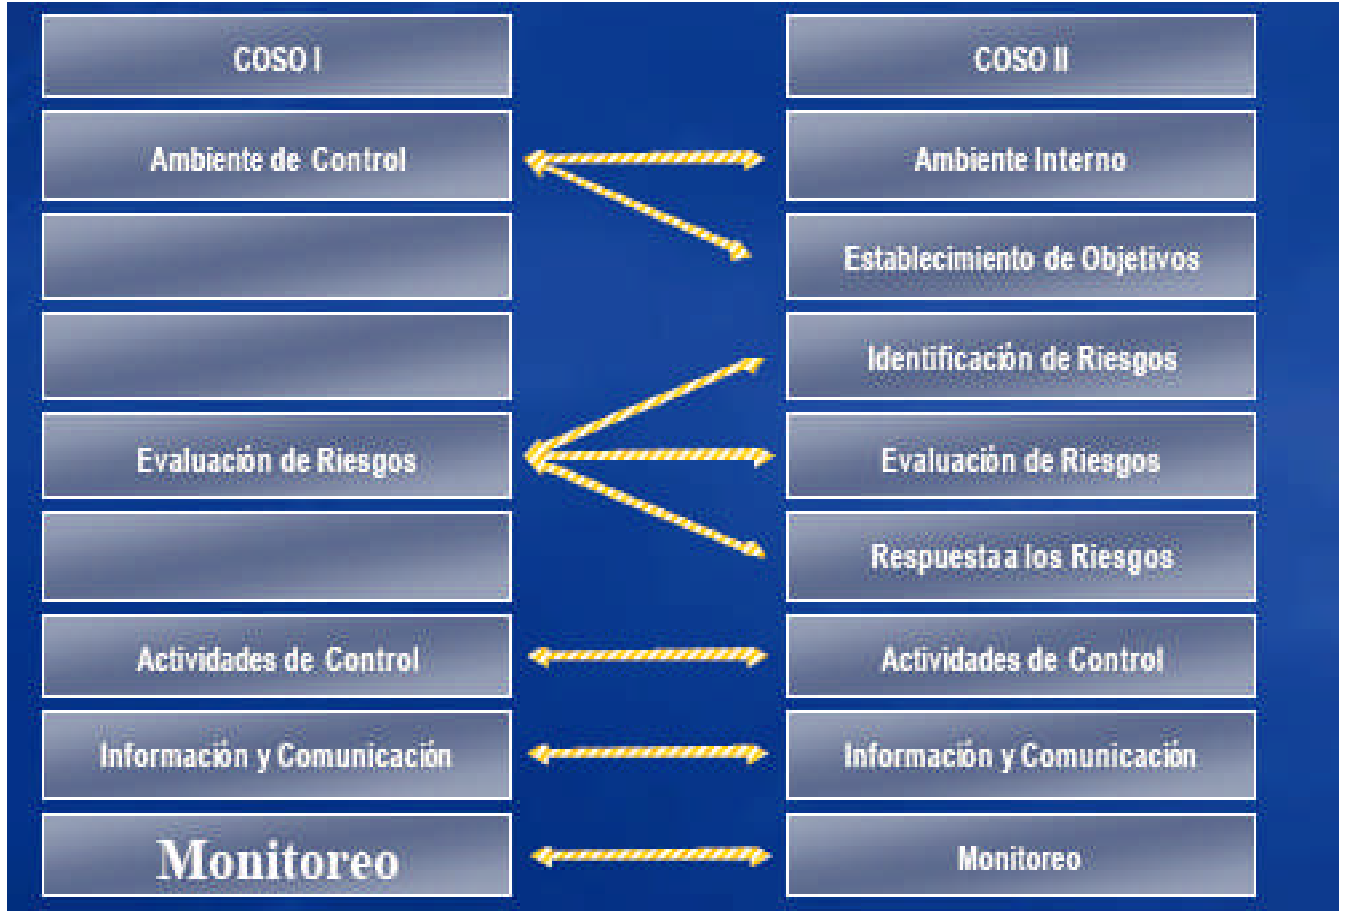 COSO I
COSO II
Ambiente de Control
Ambiente Interno
Establecimiento de Objetivos
Identificación de Riesgos
Evaluación de Riesgos
Evaluación de Riesgos
Respuesta a los Riesgos
Actividades de Control
Actividades de Control
Información y Comunicación
Información y Comunicación
Monitoreo
Monitoreo